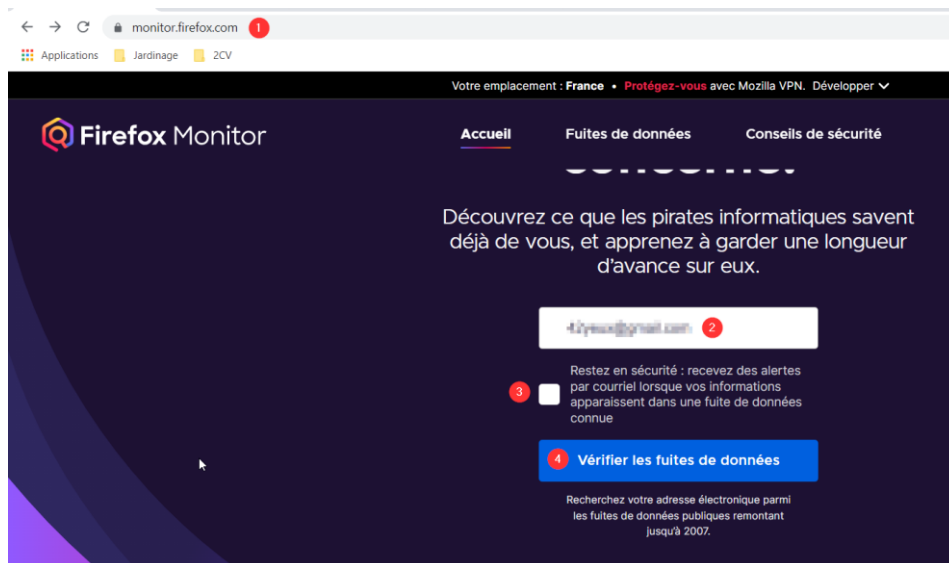 monitor.firefox.com 1
Applications Jardinage 2CV
Votre emplacement : France • Protégez-vous avec Mozilla VPN. Développer
Firefox Monitor Accueil Fuites de données Conseils de sécurité
Découvrez ce que les pirates informatiques savent
déjà de vous, et apprenez à garder une longueur
d'avance sur eux.
2
Restez en sécurité : recevez des alertes
3 par courriel lorsque vos informations
apparaissent dans une fuite de données
connue
4 Vérifier les fuites de données
Recherchez votre adresse électronique parmi
les fuites de données publiques remontant
jusqu'à 2007.